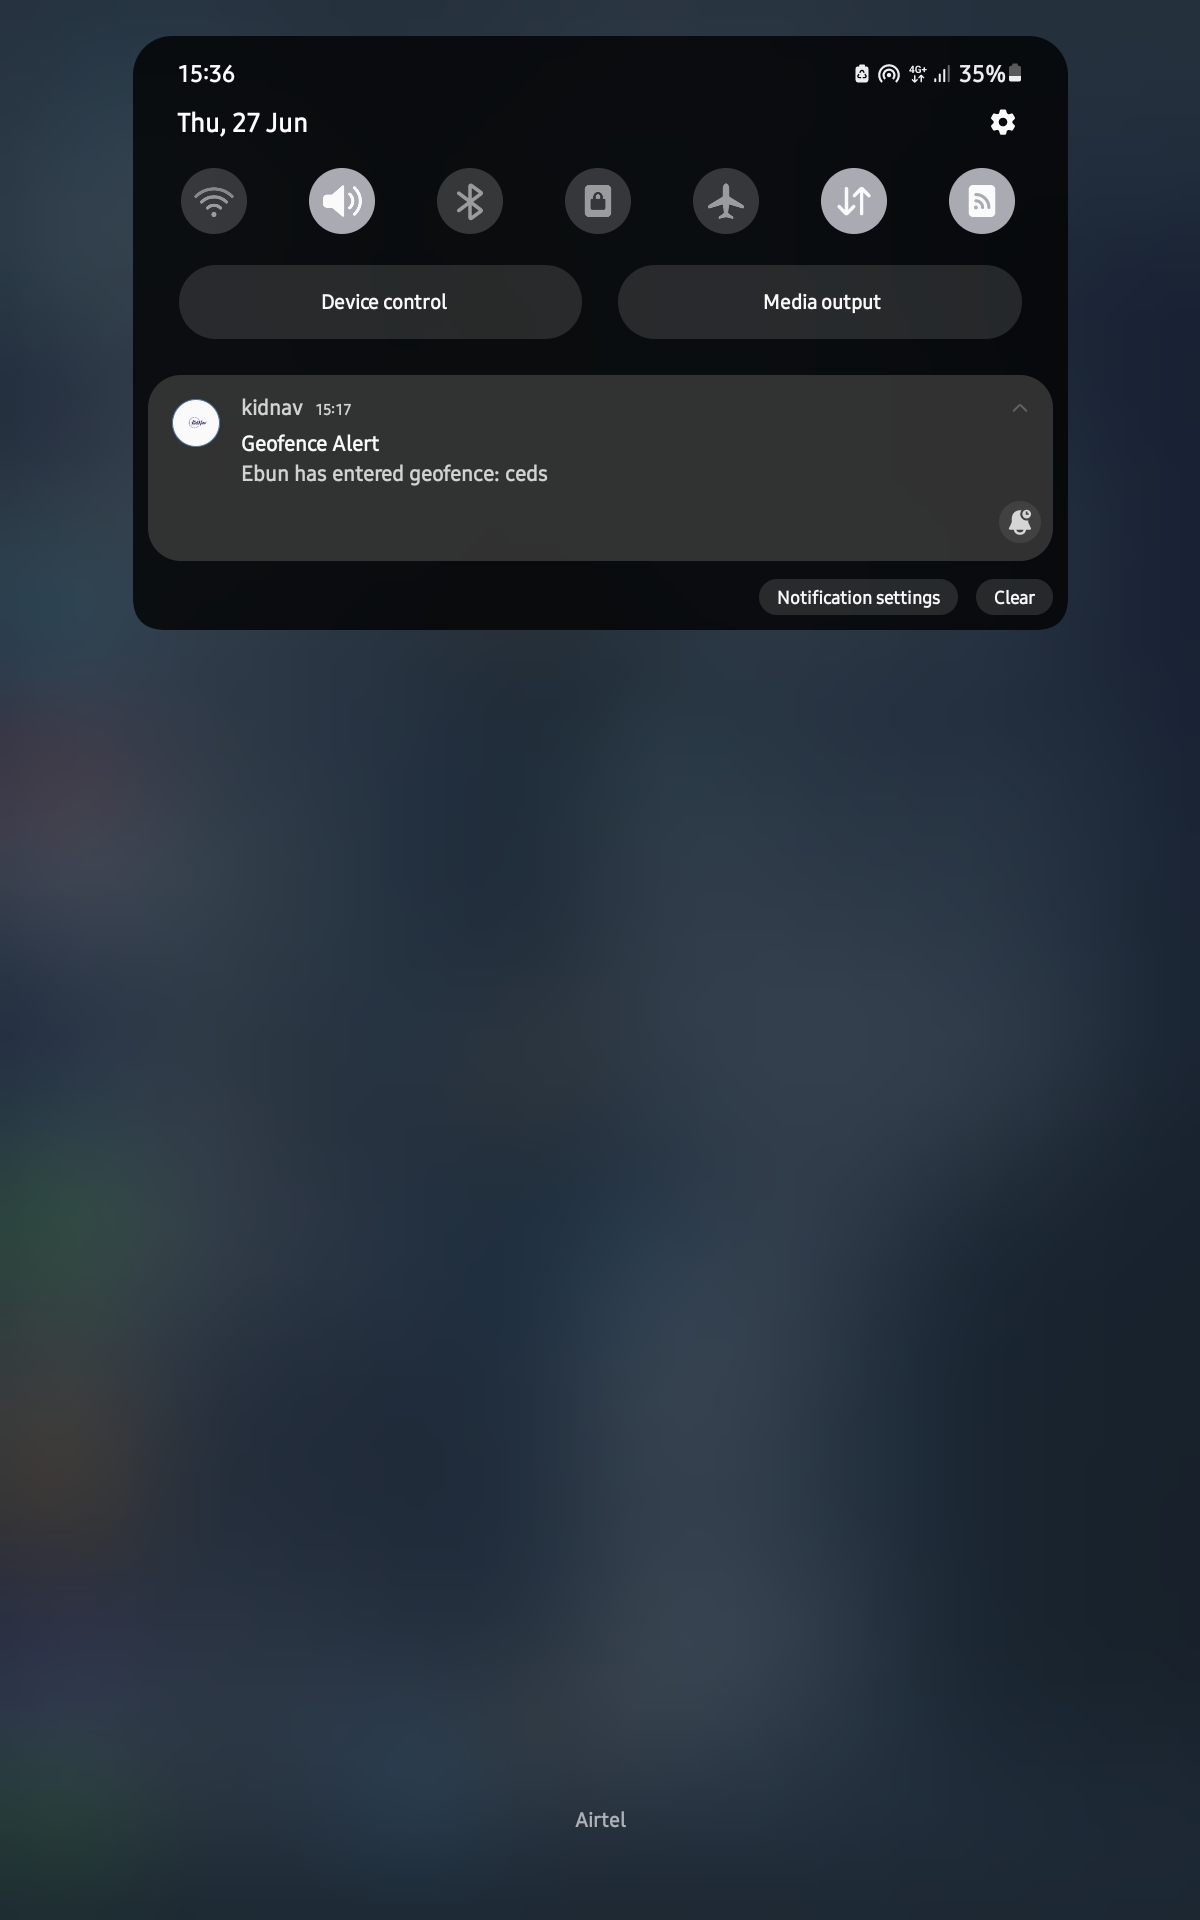 15:36
4G+ 35%
Thu, 27 Jun
Device control
Media output
kidnav 15:17
Geofence Alert
Ebun has entered geofence: ceds
Notification settings
Clear
Airtel